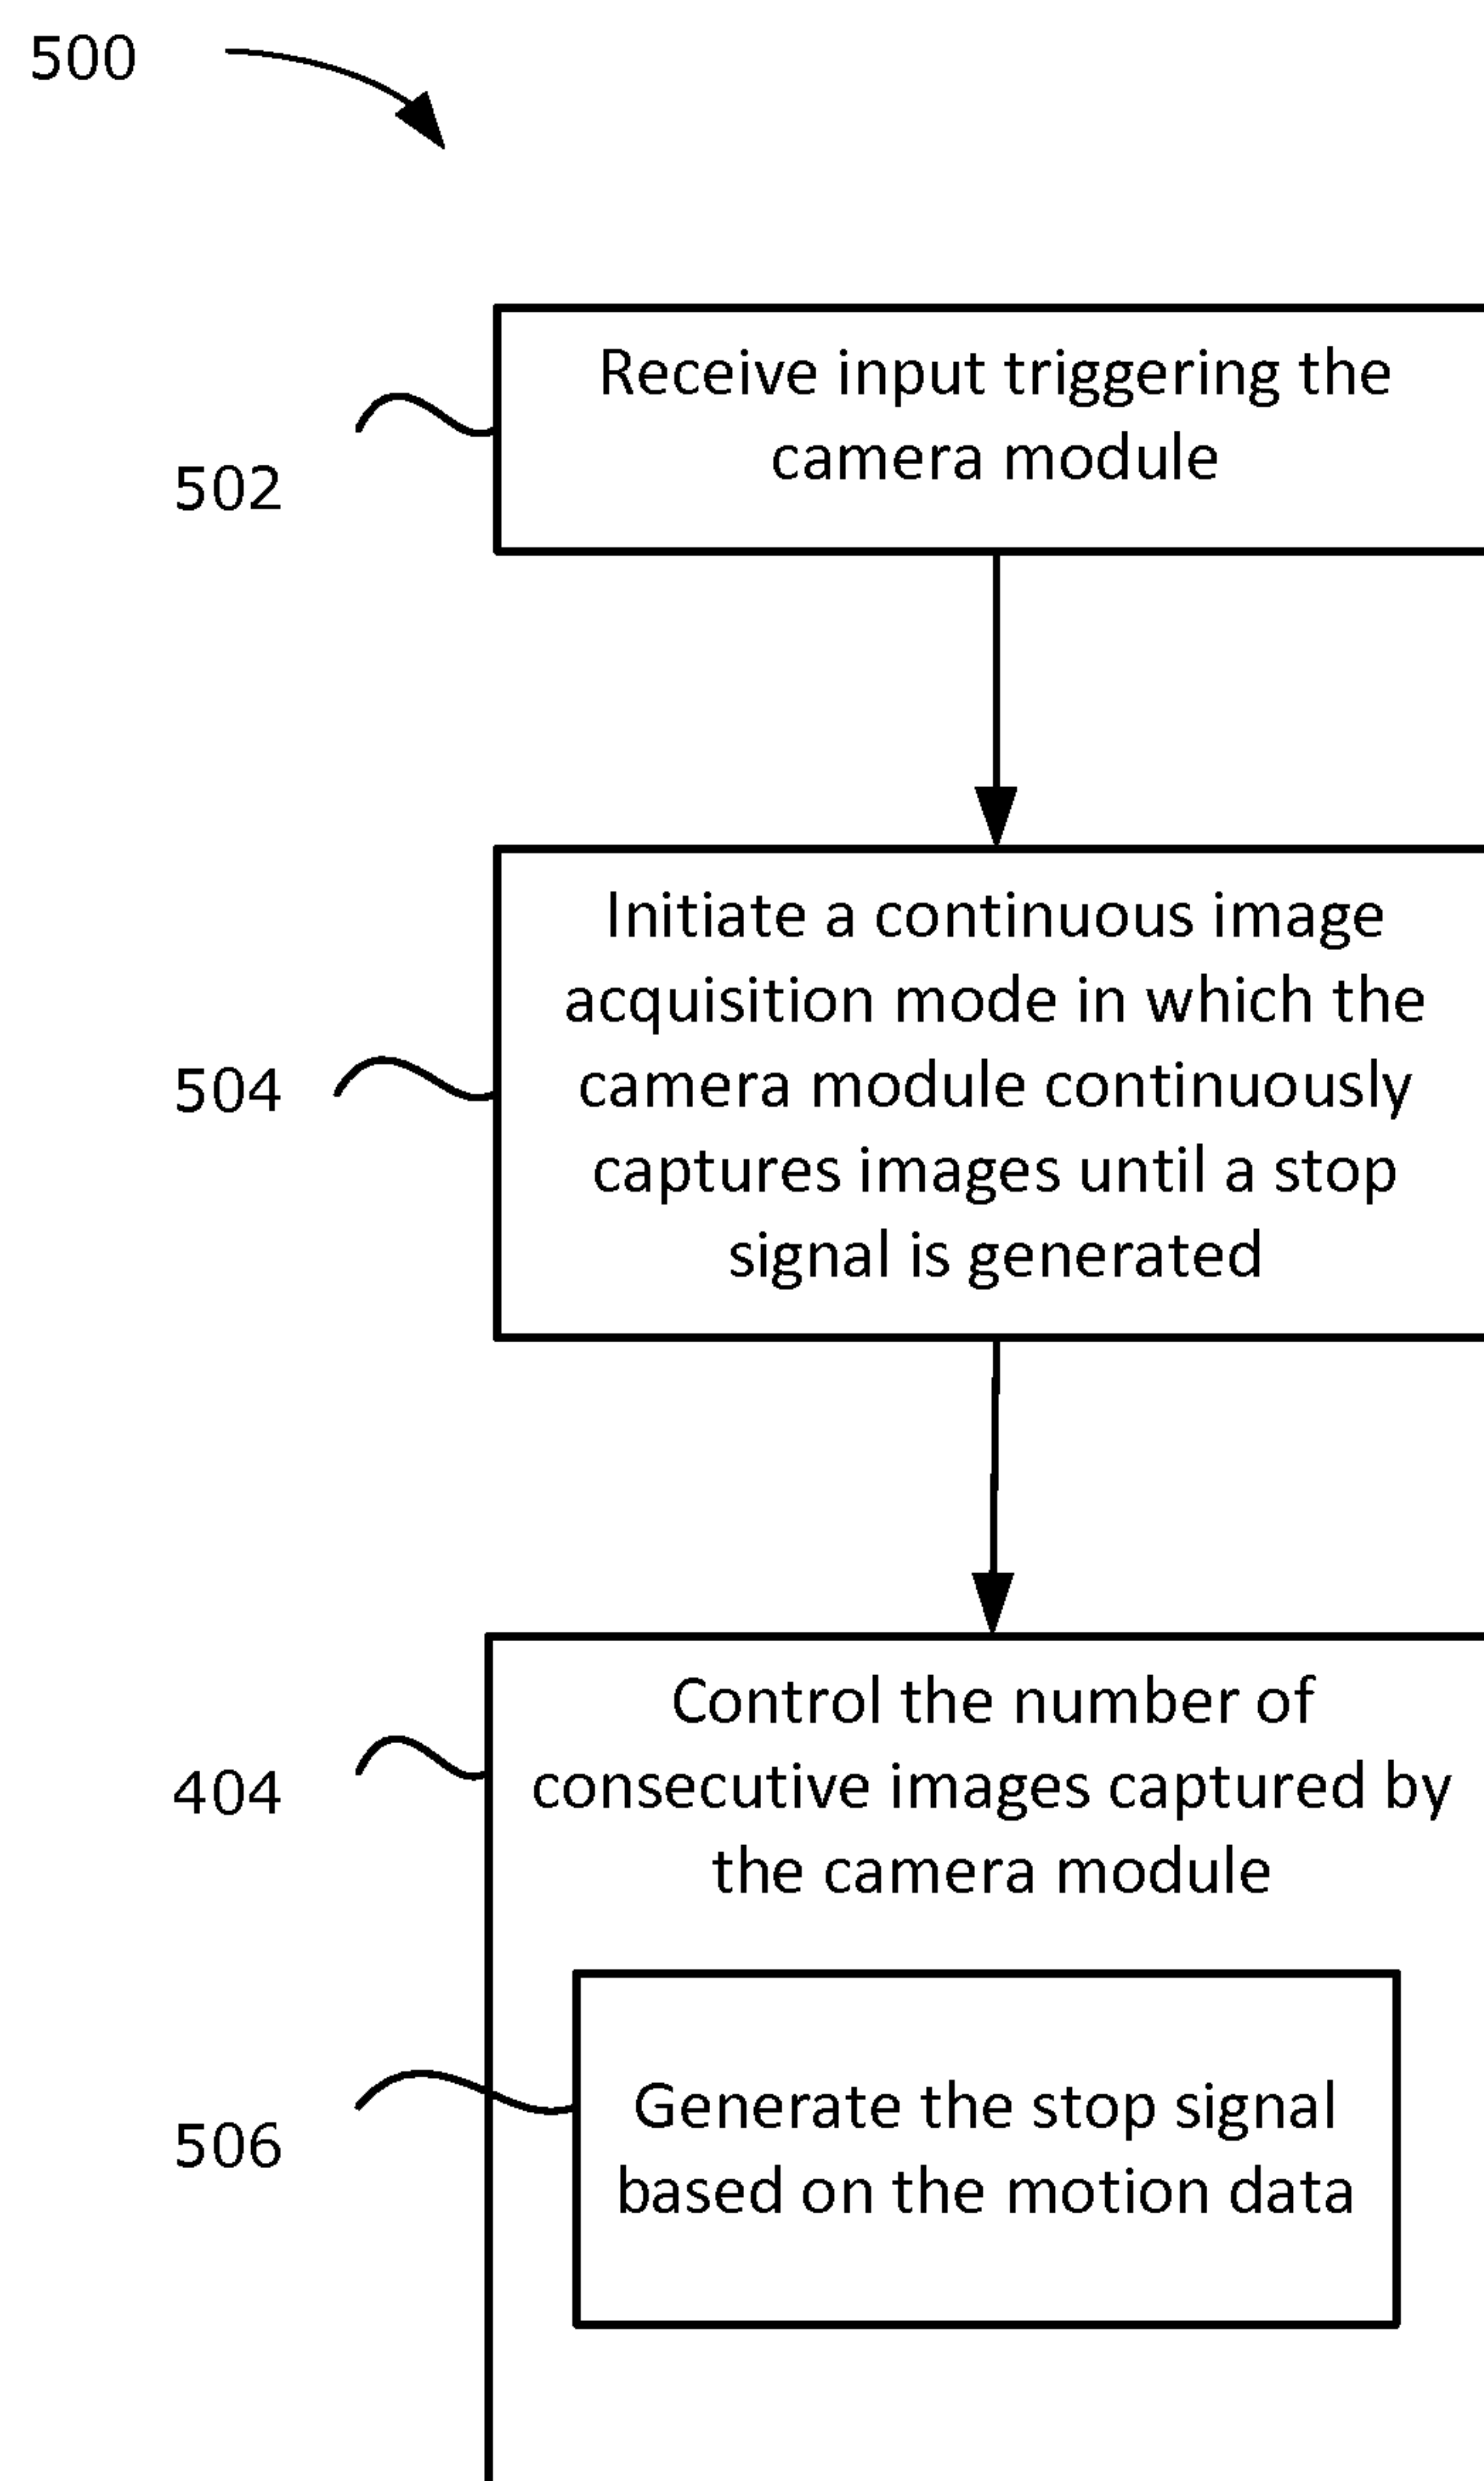 500
Receive input triggering the
camera module
502
Initiate a continuous image
acquisition mode in which the
camera module continuously
captures images until a stop
signal is generated
504
Control the number of
consecutive images captured by
the camera module
404
Generate the stop signal
based on the motion data
506